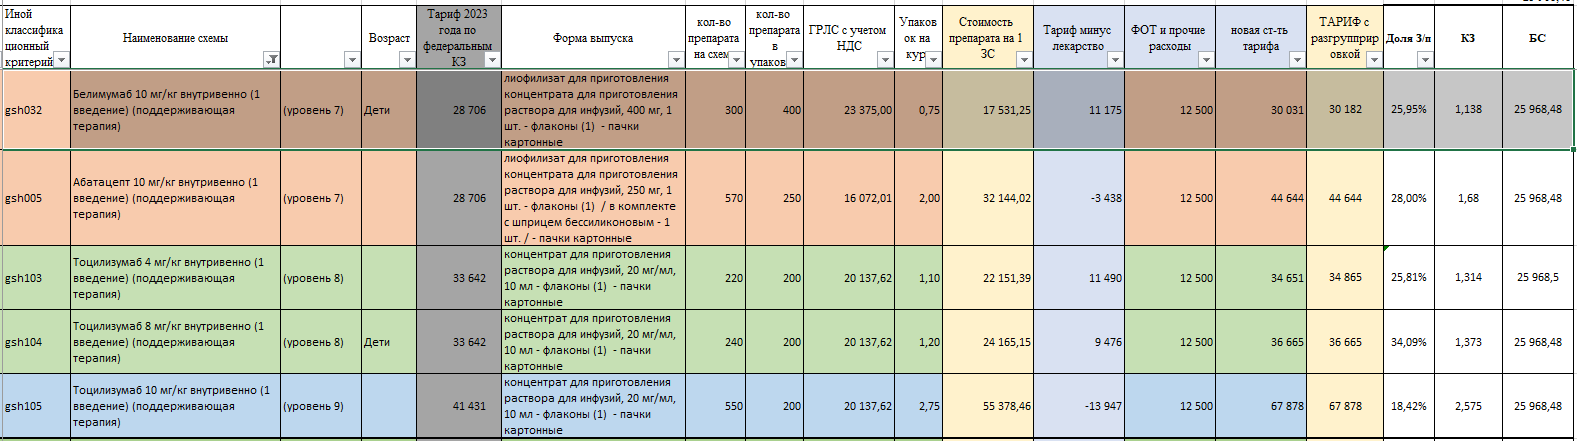 Иной классифика ционный критерий
Наименование схемы
Возраст
Тариф 2023 года по федеральным КЗ
Форма выпуска
кол-во препарата на схем
кол-во препарата в упаков
ГРЛС с учетом НДС
Упаков ок на кур
Стоимость препарата на 1 ЗС
Тариф минус лекарство
ФОТ и прочие расходы
новая ст-ть тарифа
ТАРИФ с разгрупприр овкой
Доля З/п
КЗ
БС
gsh032
Белимумаб 10 мг/кг внутривенно (1
введение) (поддерживающая
терапия)
(уровень 7)
Дети
28 706
лиофилизат для приготовления
концентрата для приготовления
раствора для инфузий, 400 мг, 1
шт. - флаконы (1) - пачки
картонные
300
400
23 375,00
0,75
17 531,25
11 175
12 500
30 031
30 182
25,95%
1,138
25 968,48
gsh005
Абатацепт 10 мг/кг внутривенно (1
введение) (поддерживающая
терапия)
(уровень 7)
28 706
лиофилизат для приготовления
концентрата для приготовления
раствора для инфузий, 250 мг, 1
шт. - флаконы (1) / в комплекте
с шприцем бессиликоновым - 1
шт. / - пачки картонные
570
250
16 072,01
2,00
32 144,02
-3 438
12 500
44 644
44 644
28,00%
1,68
25 968,48
gsh103
Тоцилизумаб 4 мг/кг внутривенно (1
введение) (поддерживающая
терапия)
(уровень 8)
33 642
концентрат для приготовления
раствора для инфузий, 20 мг/мл,
10 мл - флаконы (1) - пачки
картонные
220
200
20 137,62
1,10
22 151,39
11 490
12 500
34 651
34 865
25,81%
1,314
25 968,5
gsh104
Тоцилизумаб 8 мг/кг внутривенно (1
введение) (поддерживающая
терапия)
(уровень 8)
Дети
33 642
концентрат для приготовления
раствора для инфузий, 20 мг/мл,
10 мл - флаконы (1) - пачки
картонные
240
200
20 137,62
1,20
24 165,15
9 476
12 500
36 665
36 665
34,09%
1,373
25 968,48
gsh105
Тоцилизумаб 10 мг/кг внутривенно (1
введение) (поддерживающая
терапия)
(уровень 9)
41 431
концентрат для приготовления
раствора для инфузий, 20 мг/мл,
10 мл - флаконы (1) - пачки
картонные
550
200
20 137,62
2,75
55 378,46
-13 947
12 500
67 878
67 878
18,42%
2,575
25 968,48